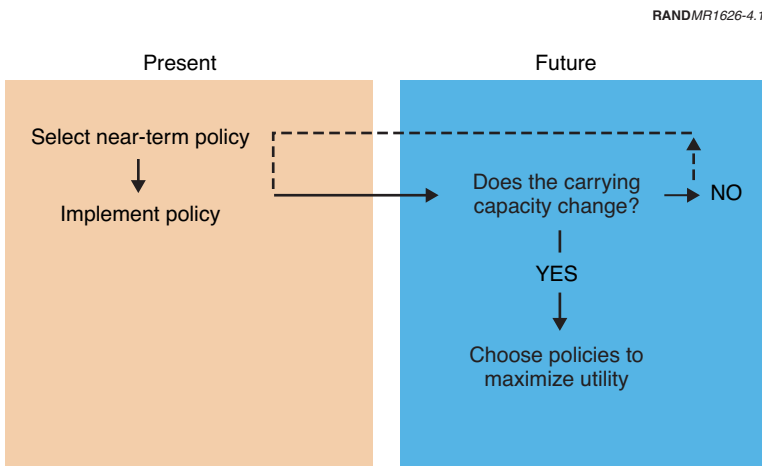 RANDMR1626-4.1
Present
Future
Select near-term policy
Implement policy
Does the carrying
capacity change?
NO
YES
Choose policies to
maximize utility